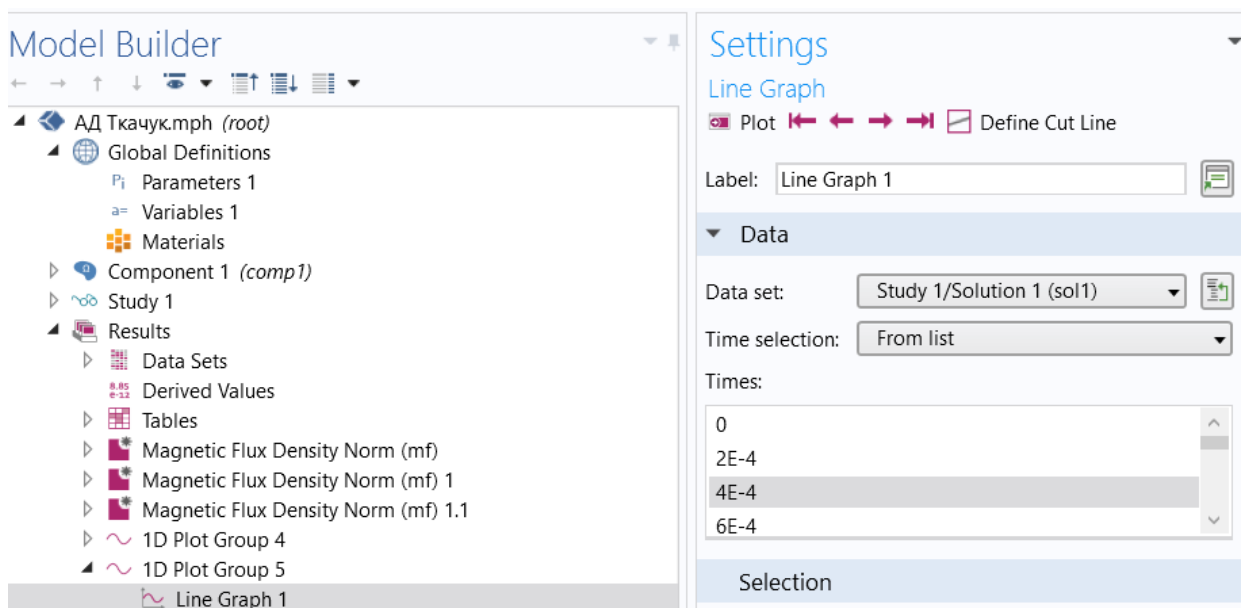 Model Builder
АД Ткачук.mph (root)
Global Definitions
Pi Parameters 1
a= Variables 1
Materials
Component 1 (comp1)
Study 1
Results
Data Sets
8.85
e-12 Derived Values
Tables
Magnetic Flux Density Norm (mf)
Magnetic Flux Density Norm (mf) 1
Magnetic Flux Density Norm (mf) 1.1
1D Plot Group 4
1D Plot Group 5
Line Graph 1
Settings
Line Graph
Plot Define Cut Line
Label: Line Graph 1
Data
Data set: Study 1/Solution 1 (sol1)
Time selection: From list
Times:
0
2E-4
4E-4
6E-4
Selection